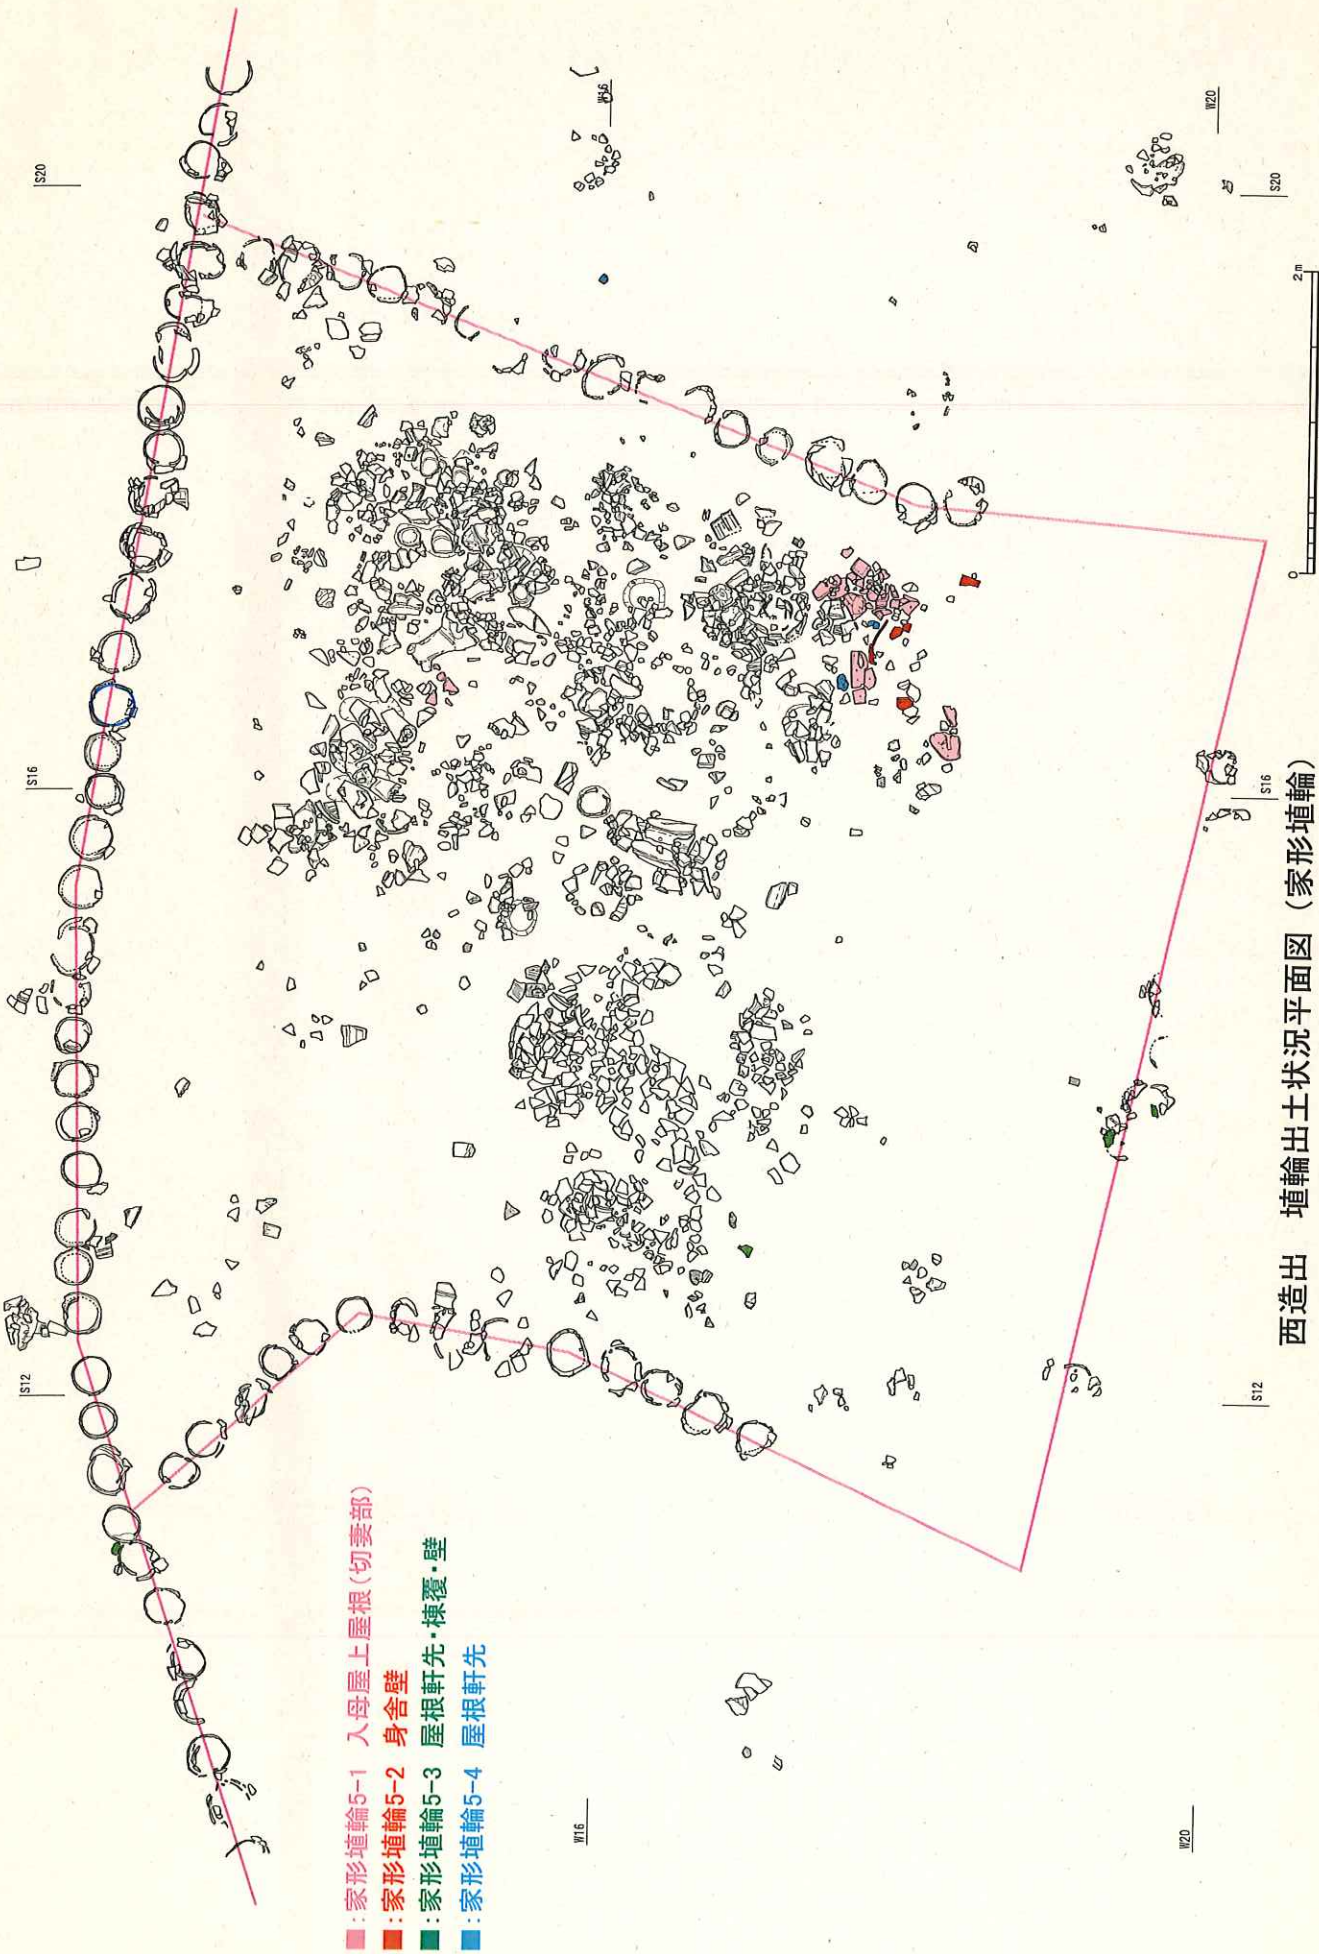 西造出　埴輪出土状況平面図（家形埴輪）
■：家形埴輪5-1　入母屋上屋根（切妻部）
■：家形埴輪5-2　身舎壁
■：家形埴輪5-3　屋根軒先・棟覆・壁
■：家形埴輪5-4　屋根軒先
S12
S16
S20
W16
W16
W20
W20
S12
S16
S20
0
2m